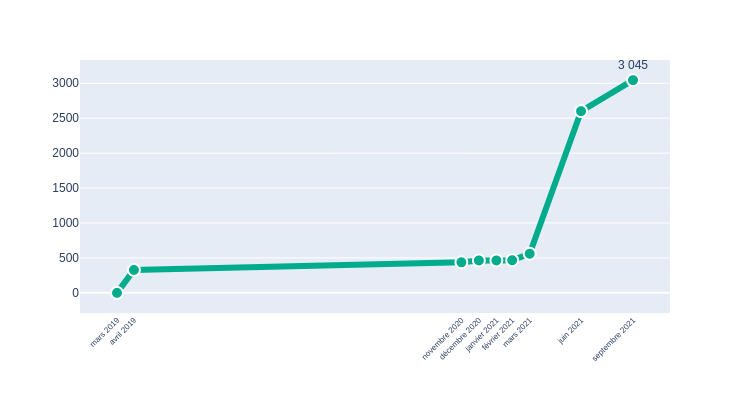 3 045
3000
2500
2000
1500
1000
500
0
mars 2019
avril 2019
novembre 2020
décembre 2020
janvier 2021
février 2021
mars 2021
juin 2021
septembre 2021